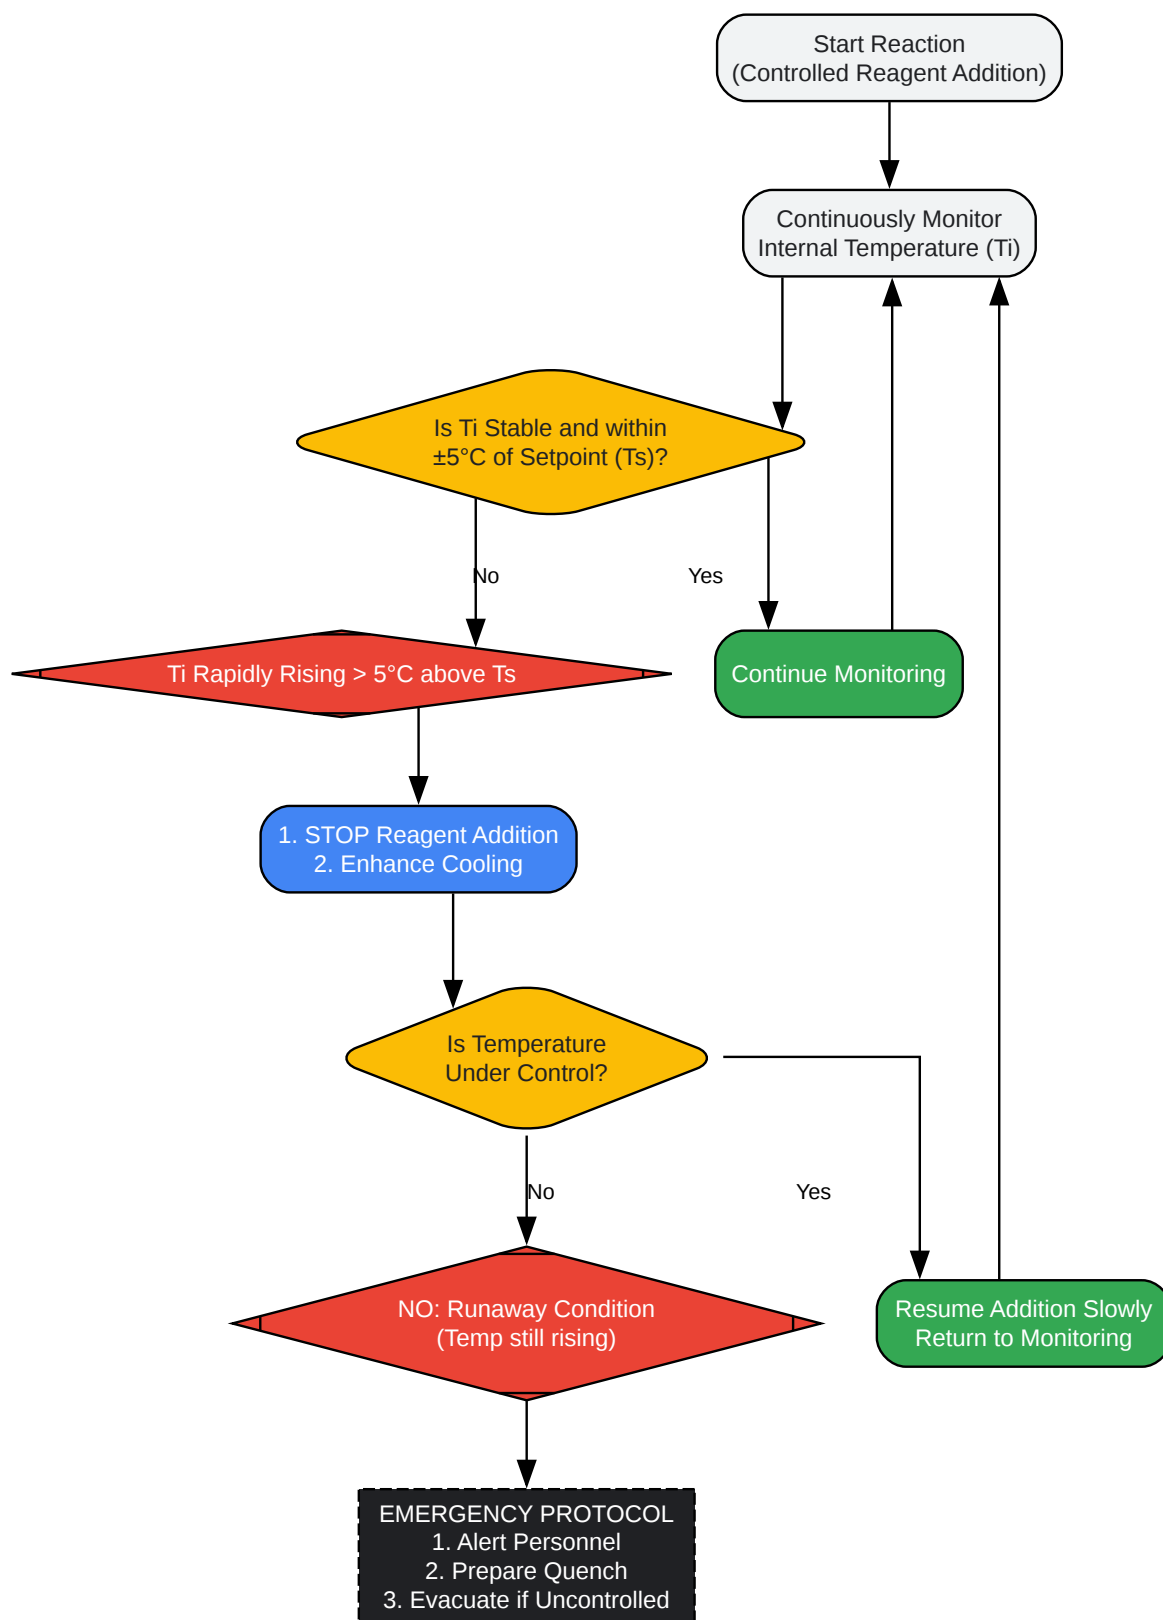 Start Reaction
(Controlled Reagent Addition)
Continuously Monitor
Internal Temperature (Ti)
Is Ti Stable and within
±5°C of Setpoint (Ts)?
No
Yes
Ti Rapidly Rising > 5°C above Ts
Continue Monitoring
1. STOP Reagent Addition
2. Enhance Cooling
Is Temperature
Under Control?
No
Yes
NO: Runaway Condition
(Temp still rising)
Resume Addition Slowly
Return to Monitoring
EMERGENCY PROTOCOL
1. Alert Personnel
2. Prepare Quench
3. Evacuate if Uncontrolled